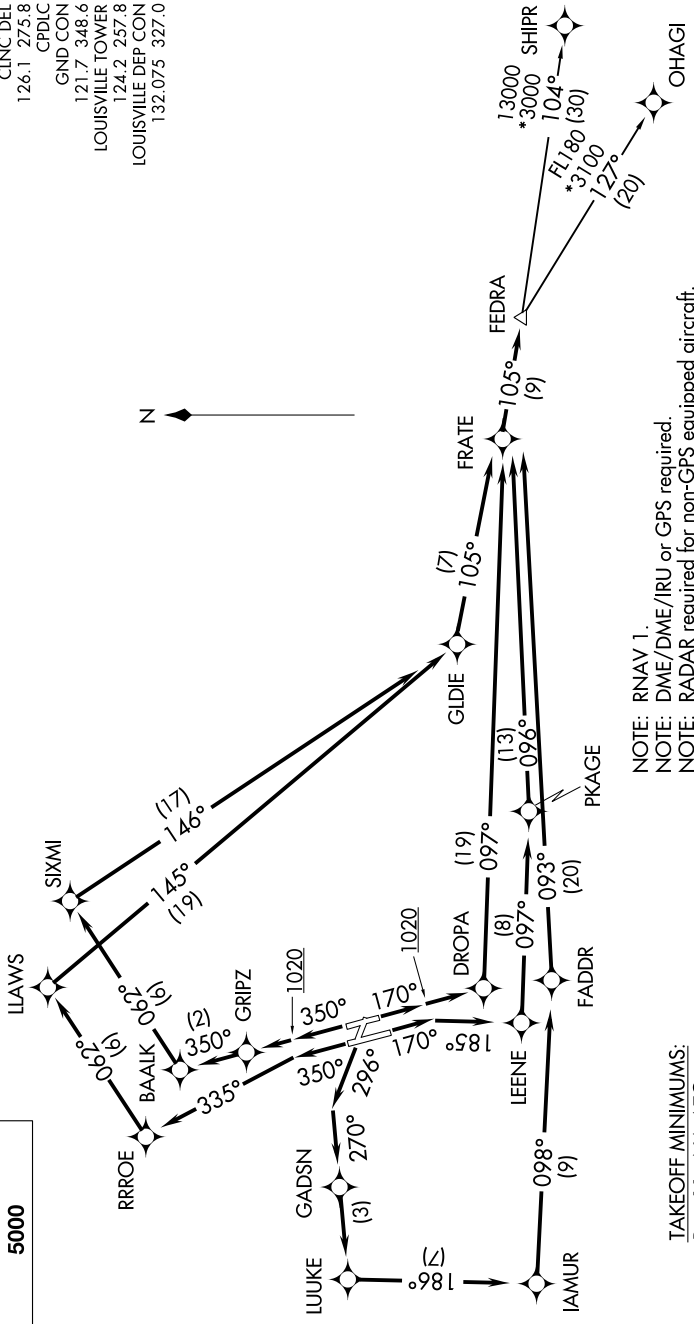 CLNC DEL
126.1 275.8
CPDLC
GND CON
121.7 348.6
LOUISVILLE TOWER
124.2 257.8
LOUISVILLE DEP CON
132.075 327.0
5000
N
SHIPR
13000
*3000
104°
(30)
OHAGI
FL180
*3100
127°
(20)
FEDRA
105°
(9)
FRATE
(7)
105°
GLDIE
SIXMI
(17)
146°
LLAWS
145°
(19)
062°
(6)
062°
(6)
BAALK
(2)
350°
GRIPZ
1020
1020
350°
170°
RRROE
335°
350°
170°
185°
296°
270°
GADSN
(3)
LUUKE
186°
(7)
IAMUR
098°
(9)
FADDR
093°
(20)
LEENE
(8)
097°
PKAGE
(13)
096°
DROPA
(19)
097°
NOTE: RNAV 1.
NOTE: DME/DME/IRU or GPS required.
NOTE: RADAR required for non-GPS equipped aircraft.
TAKEOFF MINIMUMS: